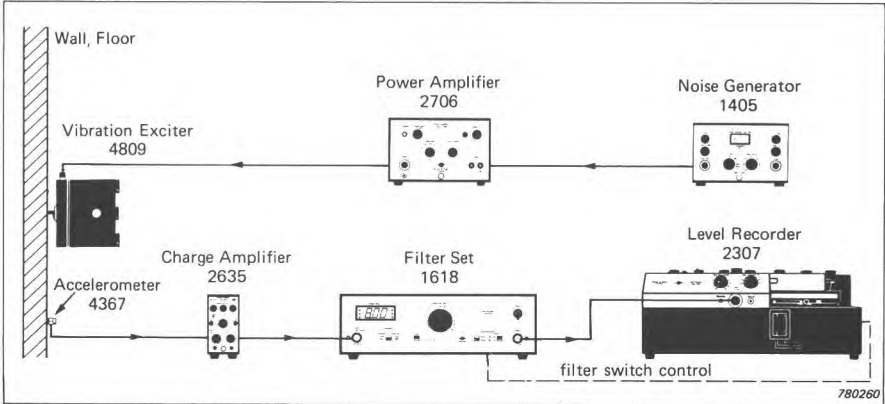 Wall, Floor
Power Amplifier
2706
Noise Generator
1405
Vibration Exciter
4809
Level Recorder
2307
Charge Amplifier
2635
Filter Set
1618
Accelerometer
4367
800
filter switch control
780260